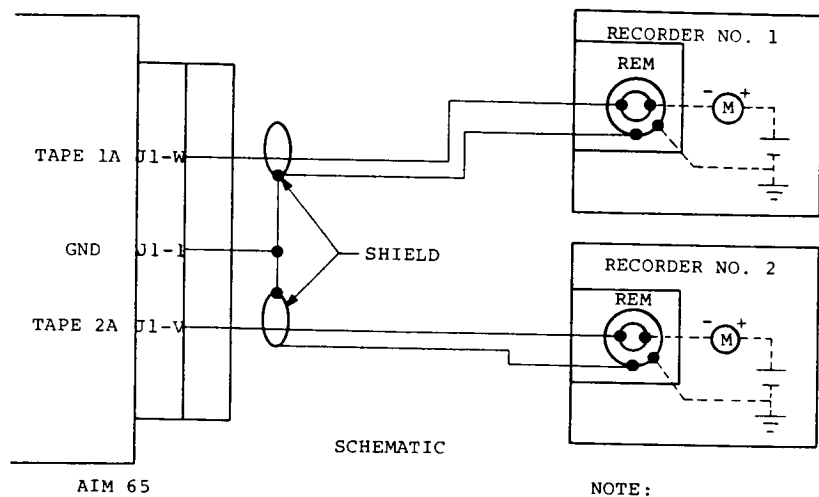 RECORDER NO. 1
REM
- M +
TAPE 1A J1-W
GND J1-1
SHIELD
RECORDER NO. 2
REM
- M +
TAPE 2A J1-V
SCHEMATIC
AIM 65
NOTE: